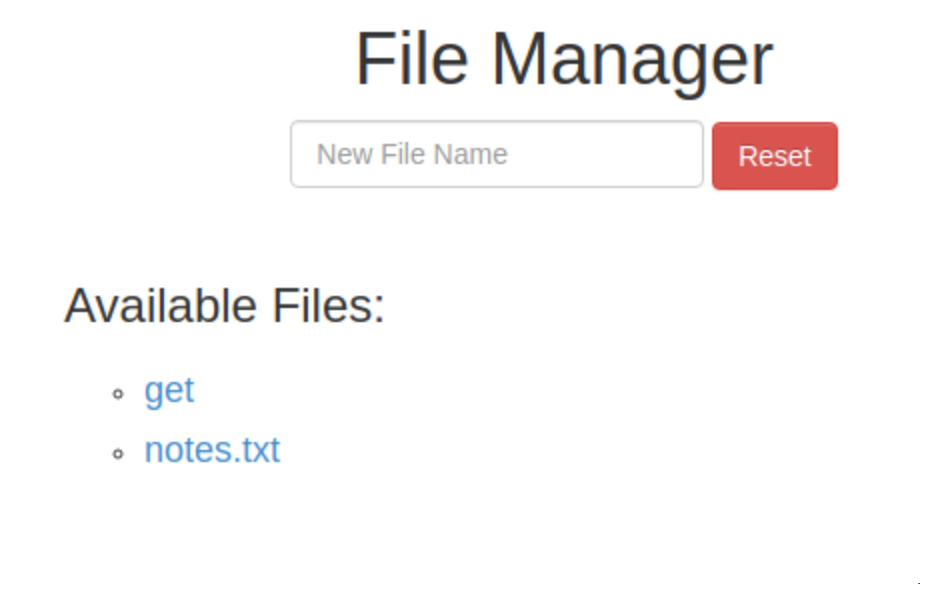 File Manager
New File Name
Reset
Available Files:
get
notes.txt